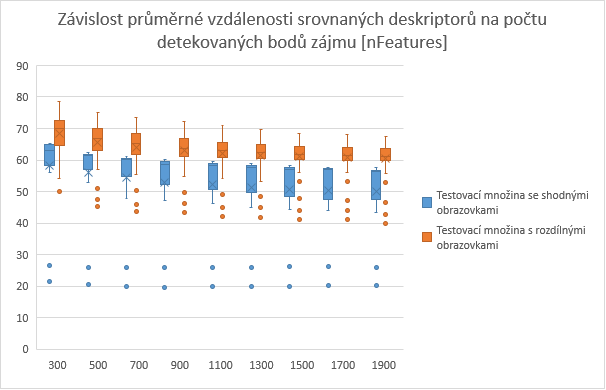 Závislost průměrné vzdálenosti srovnaných deskriptorů na počtu
detekovaných bodů zájmu [nFeatures]
90
80
70
60
50
40
30
20
10
0
300 500 700 900 1100 1300 1500 1700 1900
Testovací množina se shodnými
obrazovkami
Testovací množina s rozdílnými
obrazovkami